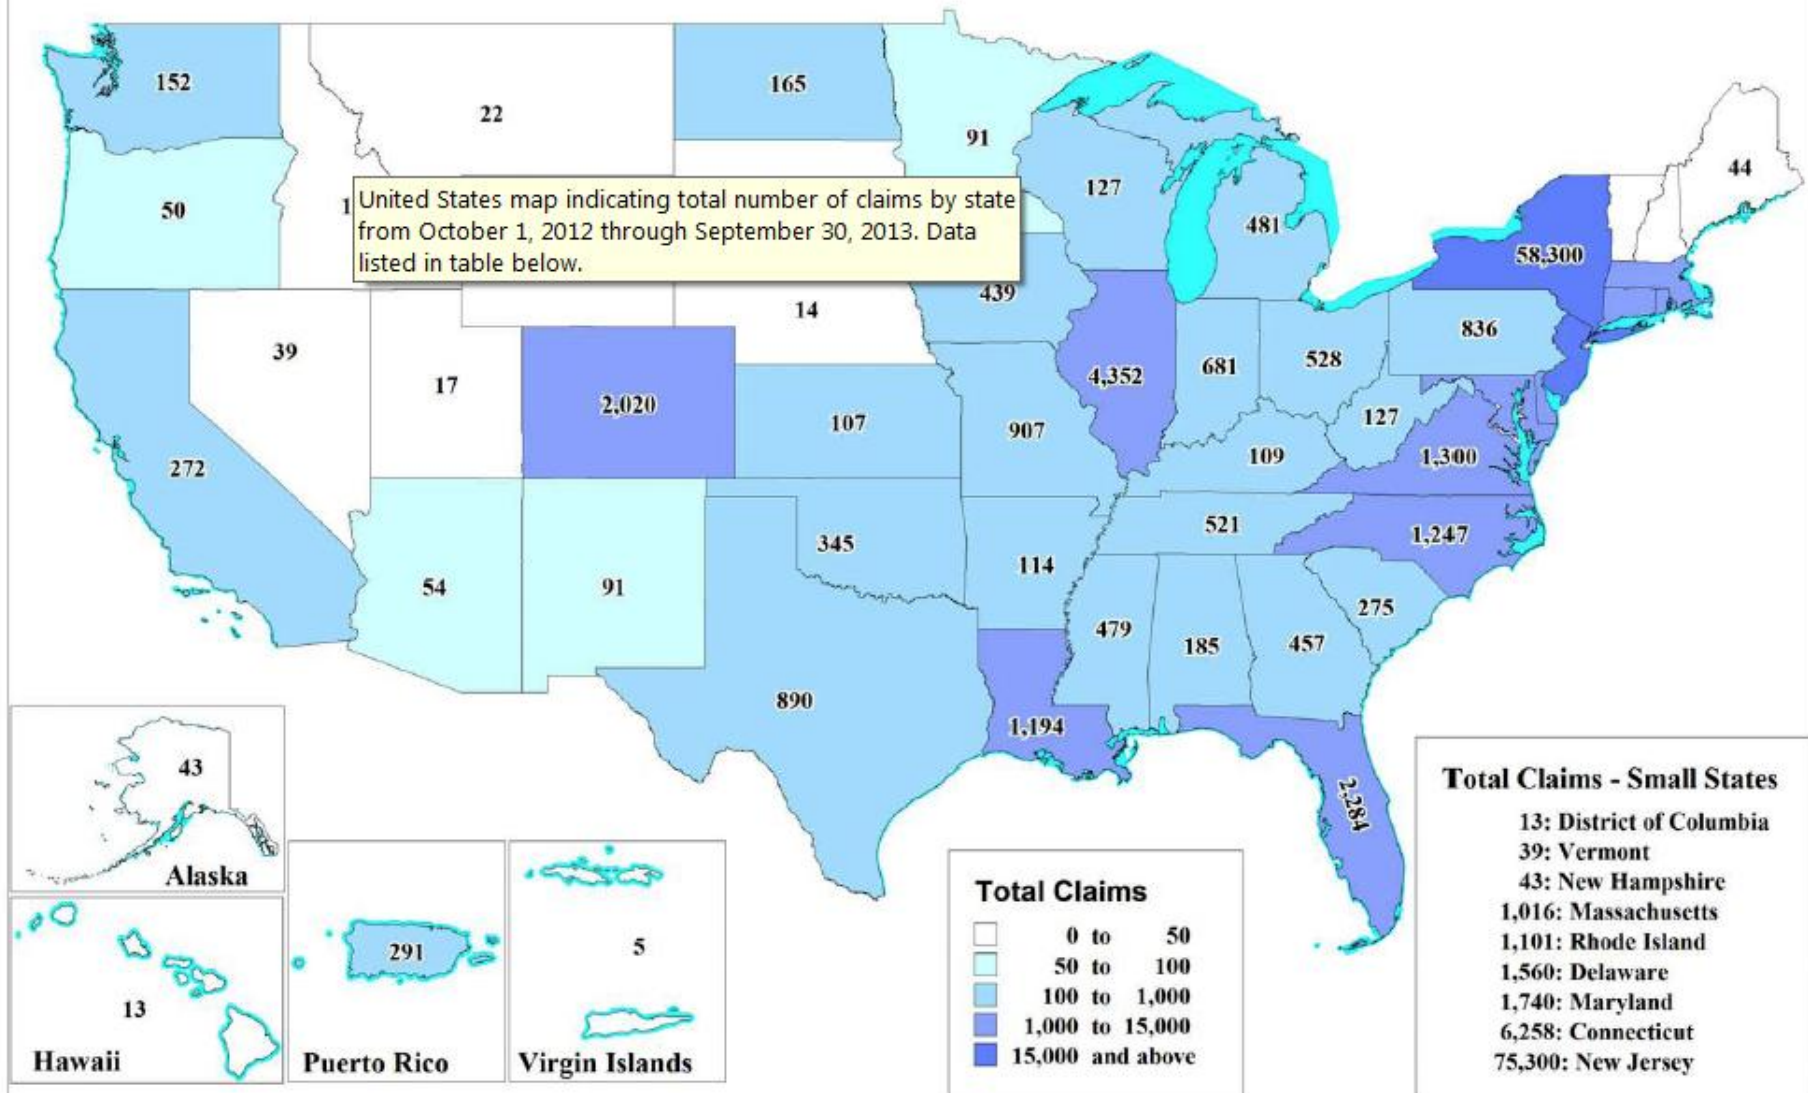 152
22
165
91
127
481
44
50
United States map indicating total number of claims by state
from October 1, 2012 through September 30, 2013. Data
listed in table below.
58,300
439
14
39
17
2,020
107
907
4,352
681
528
836
127
109
1,300
272
54
91
345
114
521
1,247
479
185
457
275
890
1,194
2,284
43
Alaska
13
Hawaii
291
Puerto Rico
5
Virgin Islands
Total Claims
0 to 50
50 to 100
100 to 1,000
1,000 to 15,000
15,000 and above
Total Claims - Small States
13: District of Columbia
39: Vermont
43: New Hampshire
1,016: Massachusetts
1,101: Rhode Island
1,560: Delaware
1,740: Maryland
6,258: Connecticut
75,300: New Jersey